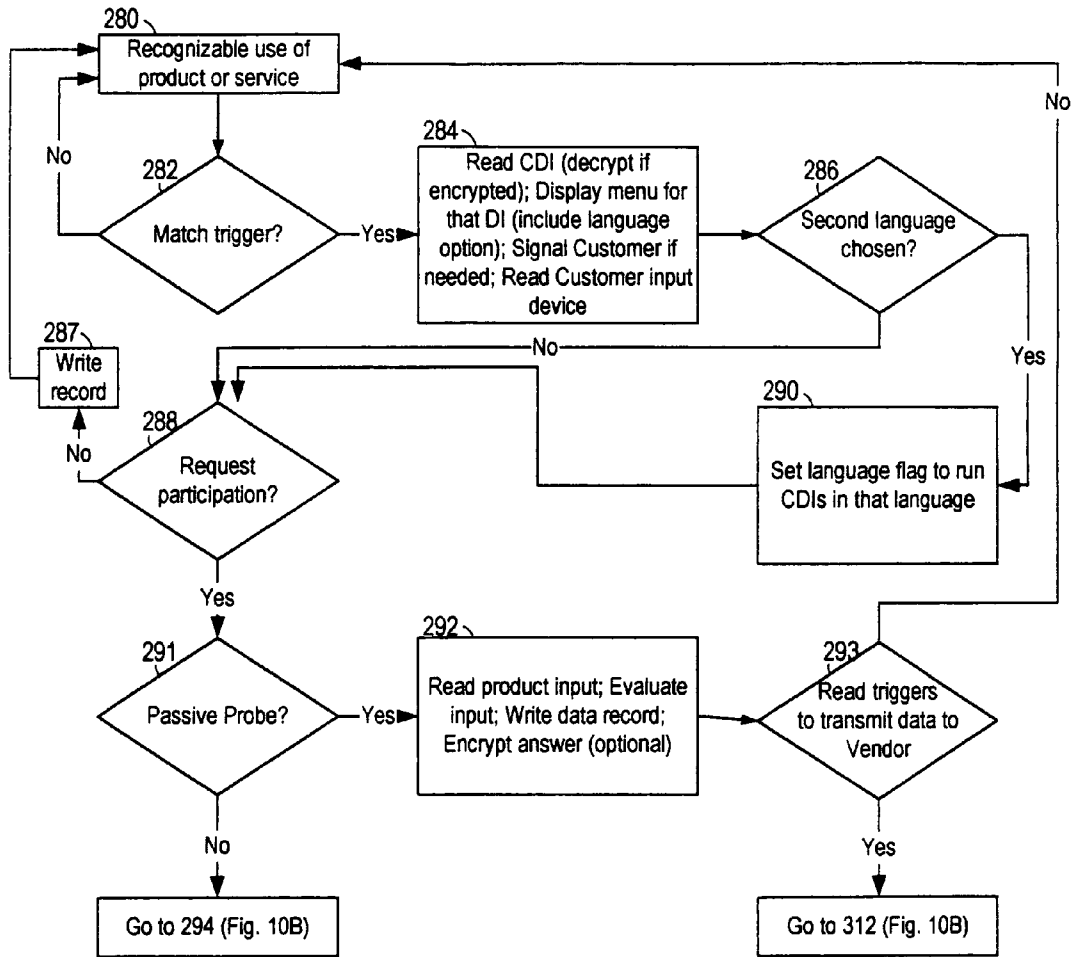 280
Recognizable use of
product or service
No
No
282
Match trigger?
Yes
284
Read CDI (decrypt if
encrypted); Display menu for
that DI (include language
option); Signal Customer if
needed; Read Customer input
device
286
Second language
chosen?
No
Yes
287
Write
record
No
288
Request
participation?
290
Set language flag to run
CDIs in that language
Yes
291
Passive Probe?
Yes
292
Read product input; Evaluate
input; Write data record;
Encrypt answer (optional)
293
Read triggers
to transmit data to
Vendor
No
Yes
Go to 294 (Fig. 10B)
Go to 312 (Fig. 10B)